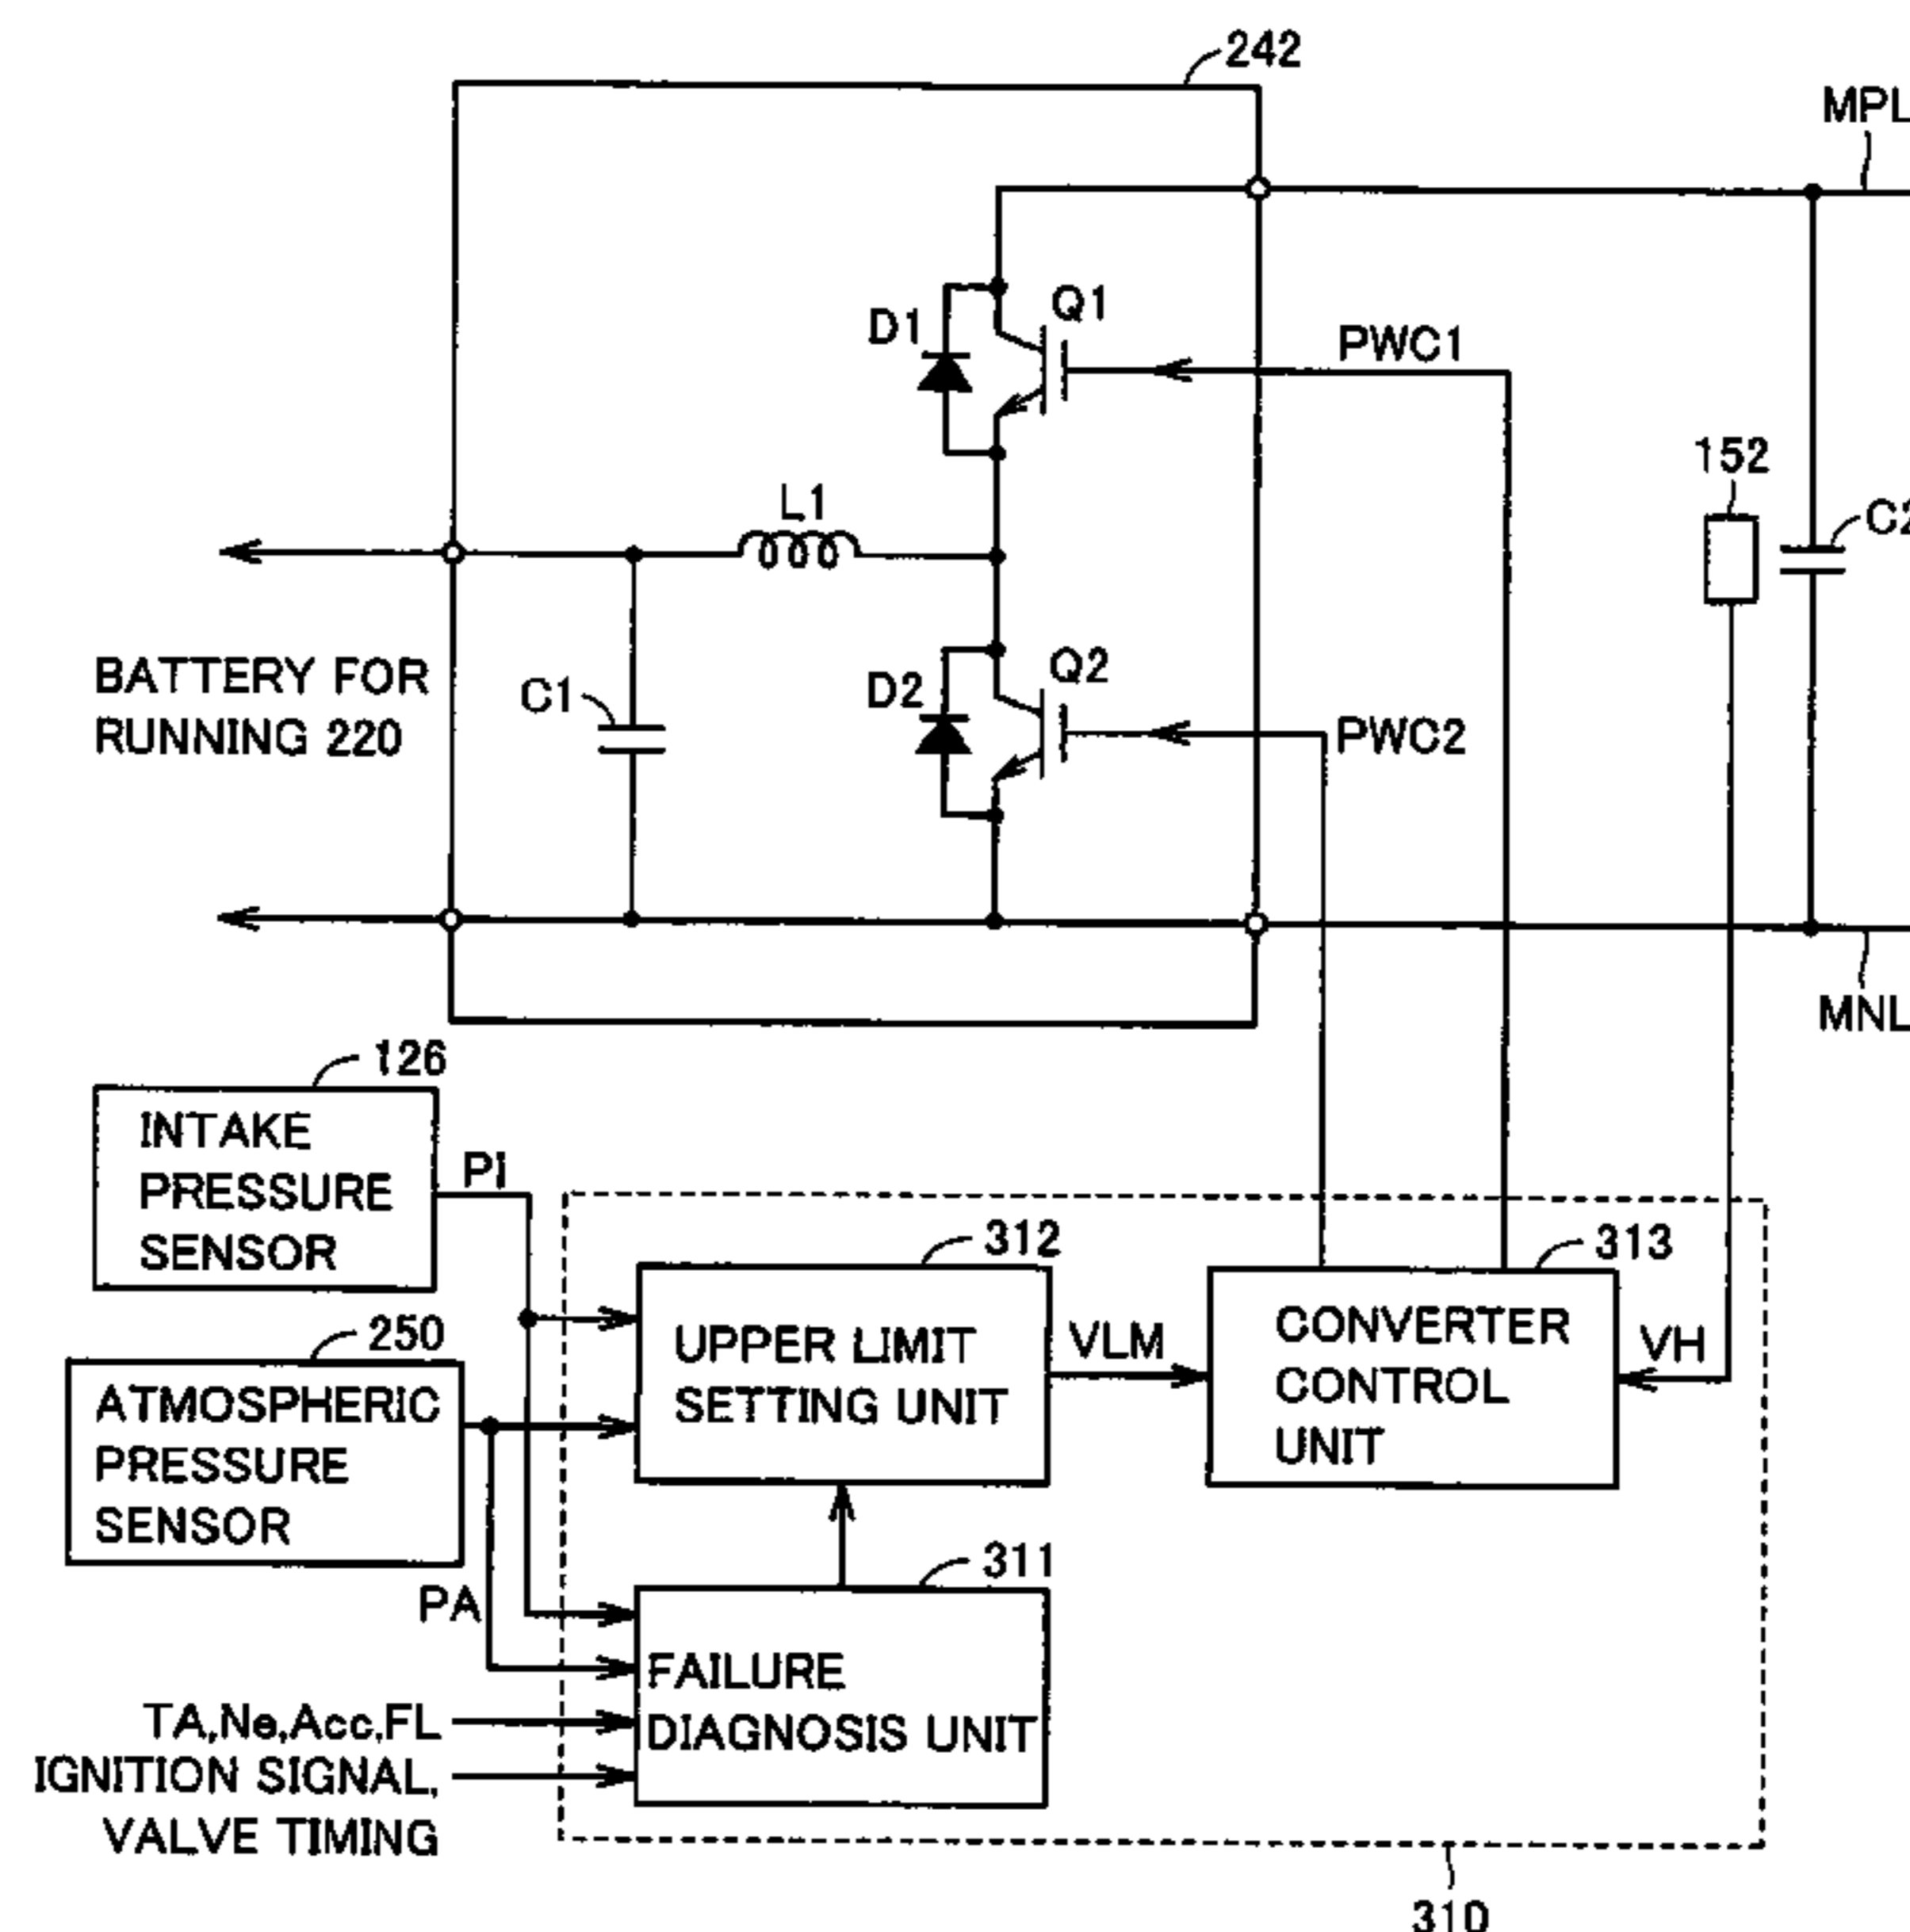 242
MPL
D1
Q1
PWC1
152
L1
C2
BATTERY FOR
RUNNING 220
C1
D2
Q2
PWC2
MNL
126
INTAKE
PRESSURE
SENSOR
PI
312
313
250
UPPER LIMIT
SETTING UNIT
VLM
CONVERTER
CONTROL
UNIT
VH
ATMOSPHERIC
PRESSURE
SENSOR
311
PA
FAILURE
DIAGNOSIS UNIT
TA,Ne,Acc,FL
IGNITION SIGNAL,
VALVE TIMING
310